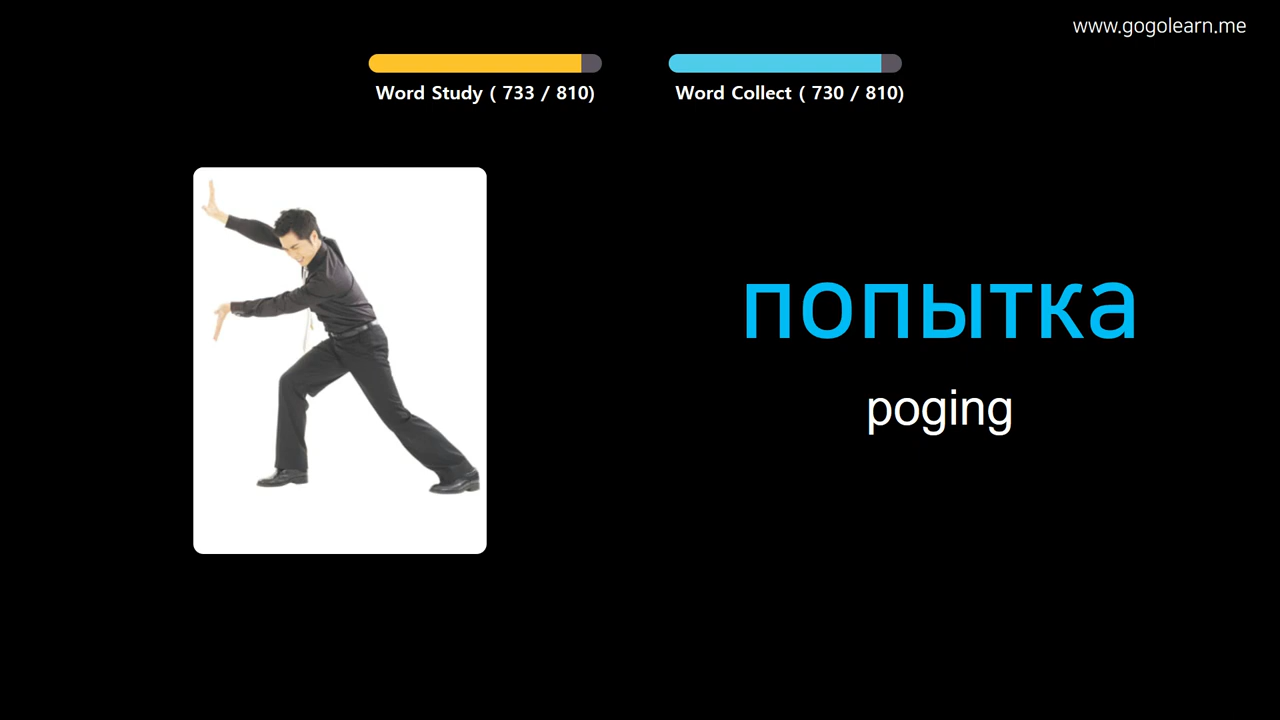 www.gogolearn.me
Word Study ( 733 / 810)
Word Collect ( 730 / 810)
попытка
poging